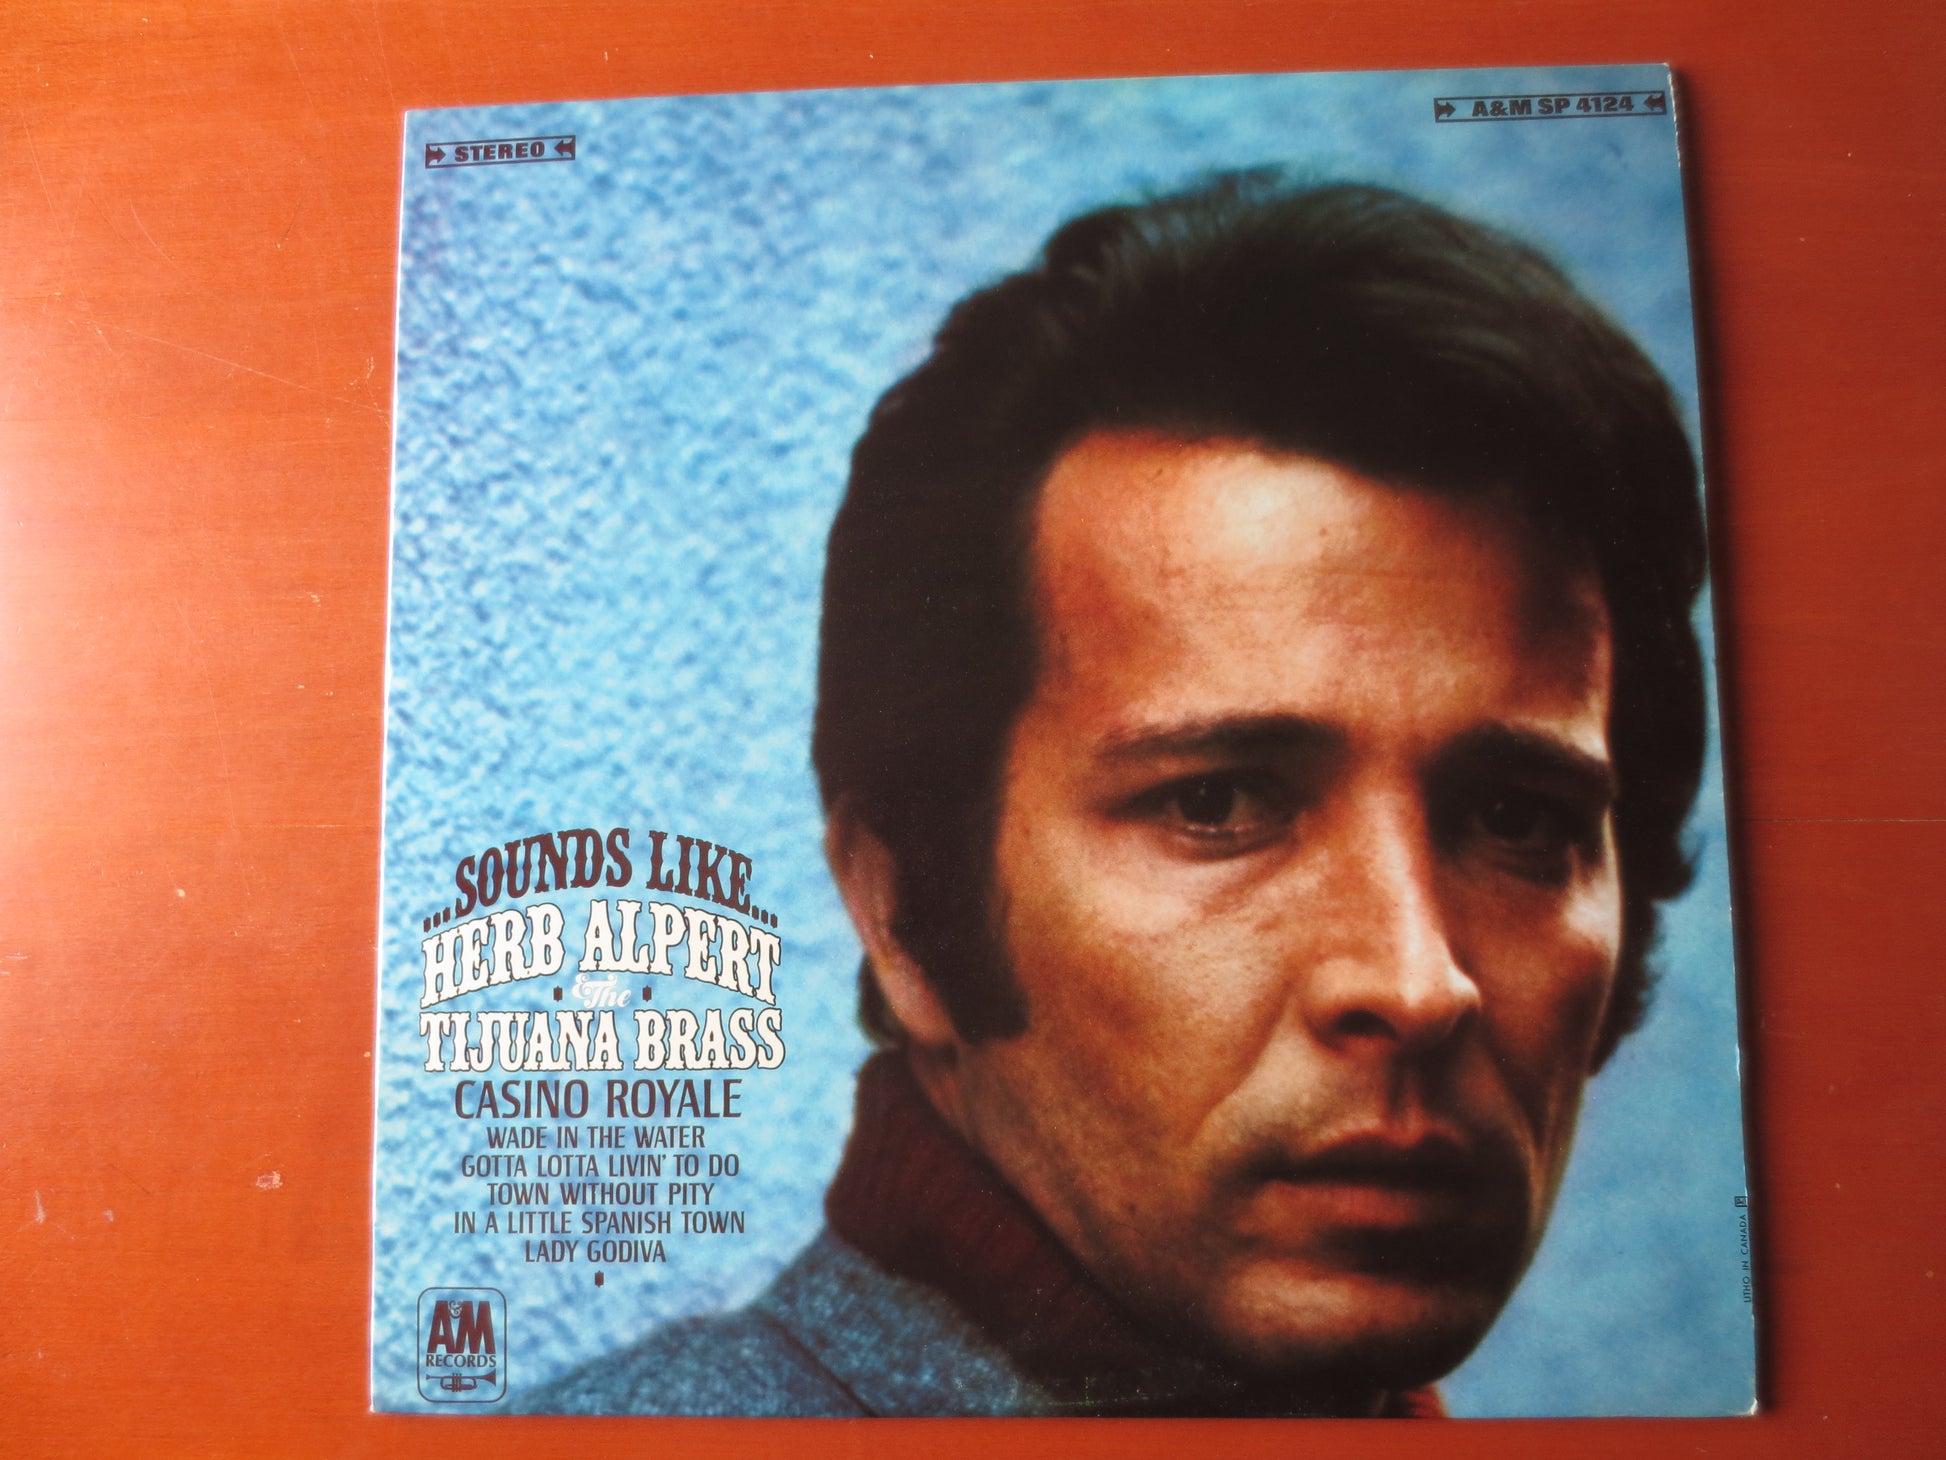 STEREO
A&M SP 4124
...SOUNDS LIKE...
HERB ALPERT
& The
TIJUANA BRASS
CASINO ROYALE
WADE IN THE WATER
GOTTA LOTTA LIVIN' TO DO
TOWN WITHOUT PITY
IN A LITTLE SPANISH TOWN
LADY GODIVA
A&M
RECORDS
LITHO IN CANADA